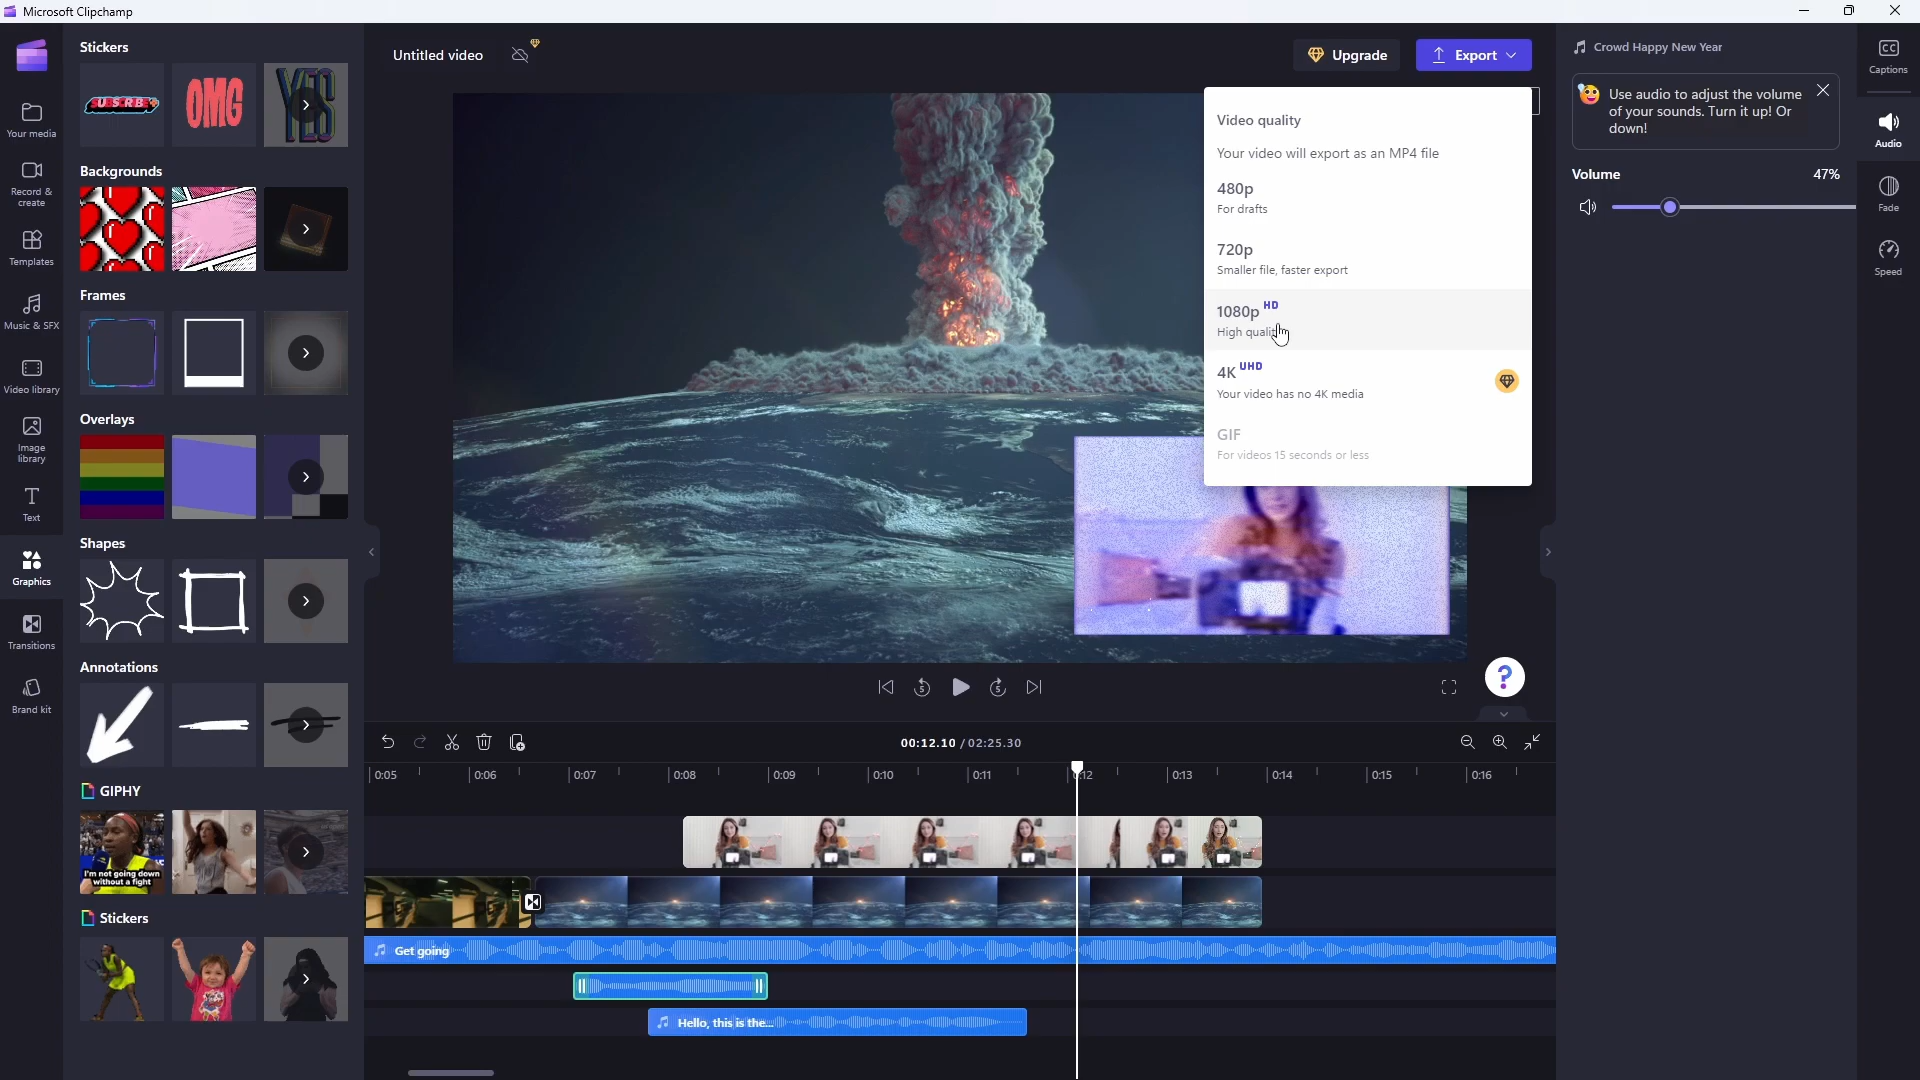 Microsoft Clipchamp
Stickers
Untitled video
Upgrade
Export
Crowd Happy New Year
CC
Captions
SUBSCRIBE
OMG
YES
Your media
Use audio to adjust the volume
of your sounds. Turn it up! Or
down!
Audio
Video quality
Your video will export as an MP4 file
Backgrounds
Volume
47%
Record &
create
480p
For drafts
Fade
Templates
720p
Smaller file, faster export
Speed
Frames
Music & SFX
1080p HD
High quality
Video library
4K UHD
Your video has no 4K media
Overlays
Image
library
GIF
For videos 15 seconds or less
Text
Shapes
Graphics
Transitions
Annotations
Brand kit
5
5
?
00:12.10 / 02:25.30
0:05
0:06
0:07
0:08
0:09
0:10
0:11
0:12
0:13
0:14
0:15
0:16
GIPHY
I'm not going down
without a fight
Stickers
Get going
Hello, this is the...